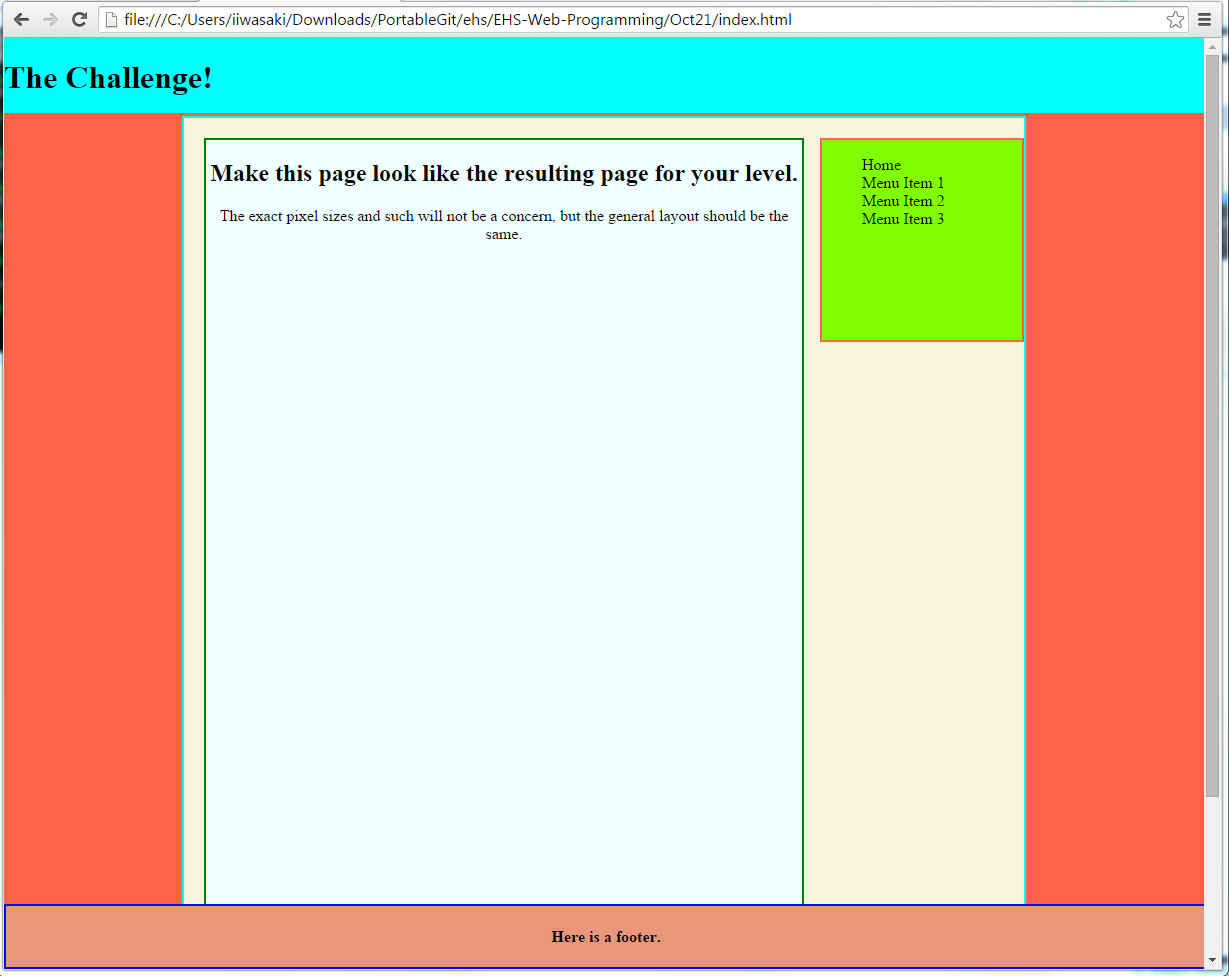 file:///C:/Users/iiwasaki/Downloads/PortableGit/ehs/EHS-Web-Programming/Oct21/index.html
The Challenge!
Make this page look like the resulting page for your level.
The exact pixel sizes and such will not be a concern, but the general layout should be the
same.
Home
Menu Item 1
Menu Item 2
Menu Item 3
Here is a footer.